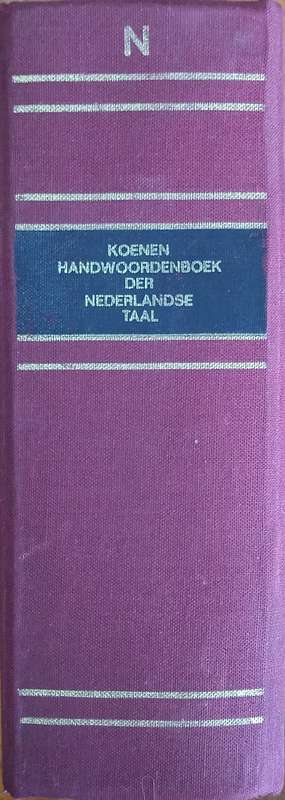 N
KOENEN
HANDWOORDENBOEK
DER
NEDERLANDSE
TAAL